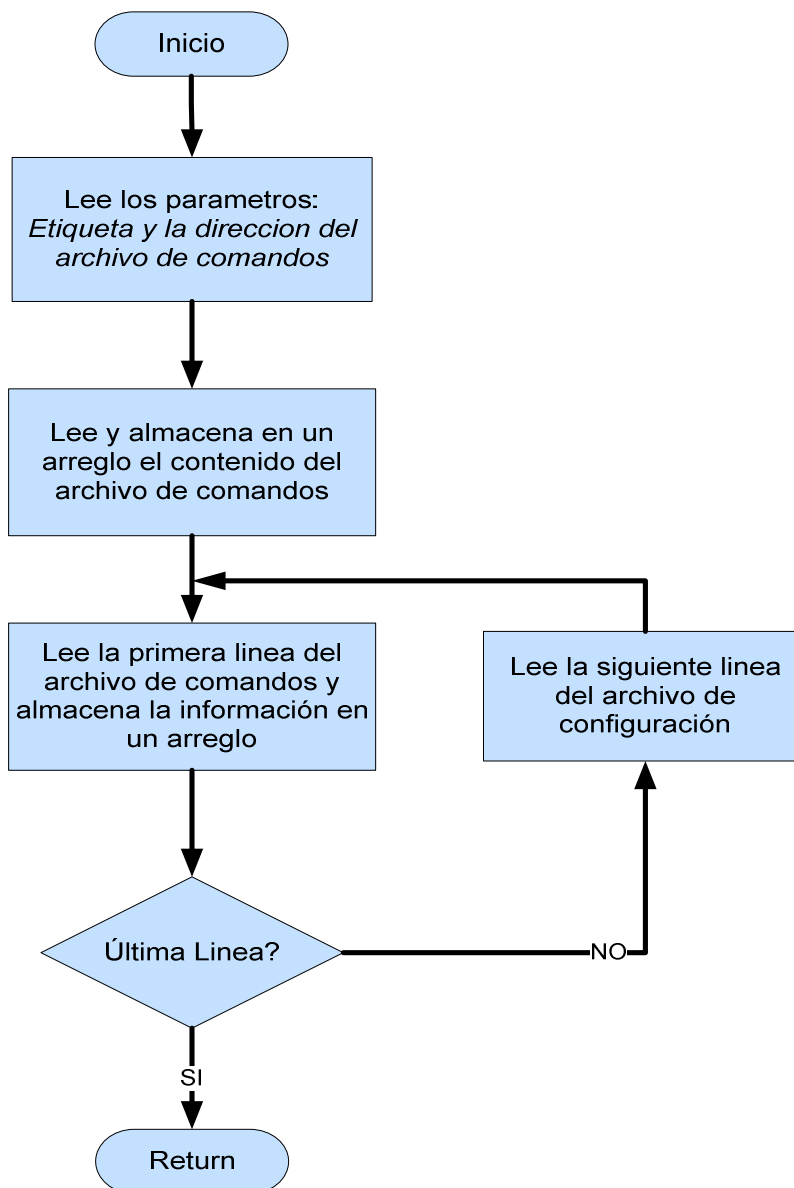 Inicio
Lee los parametros:
Etiqueta y la direccion del
archivo de comandos
Lee y almacena en un
arreglo el contenido del
archivo de comandos
Lee la primera linea del
archivo de comandos y
almacena la información en
un arreglo
Lee la siguiente linea
del archivo de
configuración
Última Linea?
NO
SI
Return